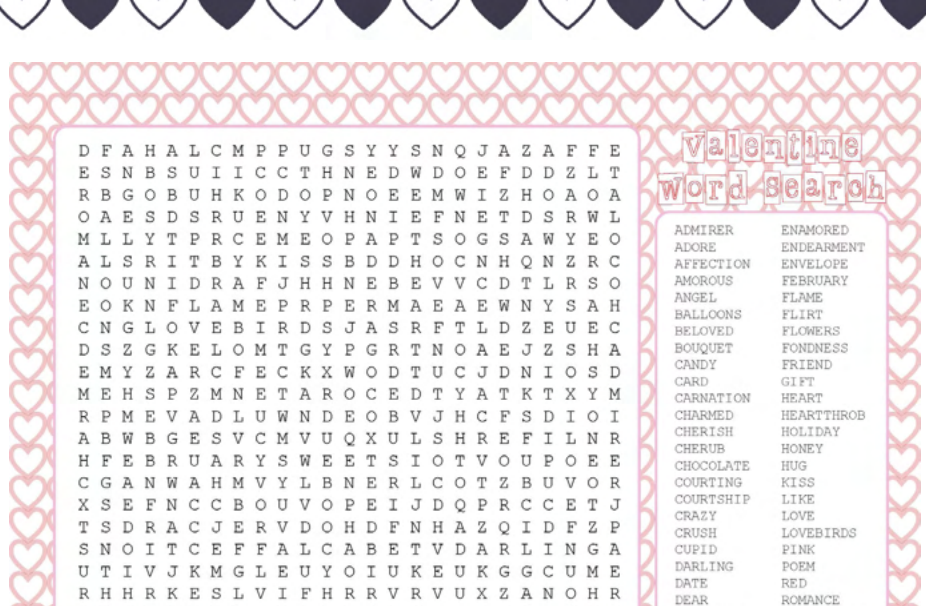 Valentine
word search
D F A H A L C M P P U G S Y Y S N Q J A Z A F F E
E S N B S U I I C C T H N E D W D O E F D D Z L T
R B G O B U H K O D O P N O E E M W I Z H O A O A
O A E S D S R U E N Y V H N I E F N E T D S R W L
M L L Y T P R C E M E O P A P T S O G S A W Y E O
A L S R I T B Y K I S S B D D H O C N H Q N Z R C
N O U N I D R A F J H H N E B E V V C D T L R S O
E O K N F L A M E P R P E R M A E A E W N Y S A H
C N G L O V E B I R D S J A S R F T L D Z E U E C
D S Z G K E L O M T G Y P G R T N O A E J Z S H A
E M Y Z A R C F E C K X W O D T U C J D N I O S D
M E H S P Z M N E T A R O C E D T Y A T K T X Y M
R P M E V A D L U W N D E O B V J H C F S D I O I
A B W B G E S V C M V U Q X U L S H R E F I L N R
H F E B R U A R Y S W E E T S I O T V O U P O E E
C G A N W A H M V Y L B N E R L C O T Z B U V O R
X S E F N C C B O U V O P E I J D Q P R C C E T J
T S D R A C J E R V D O H D F N H A Z Q I D F Z P
S N O I T C E F F A L C A B E T V D A R L I N G A
U T I V J K M G L E U Y O I U K E U K G G C U M E
R H H R K E S L V I F H R R V R V U X Z A N O H R
ADMIRER
ADORE
AFFECTION
AMOROUS
ANGEL
BALLOONS
BELOVED
BOUQUET
CANDY
CARD
CARNATION
CHARMED
CHERISH
CHERUB
CHOCOLATE
COURTING
COURTSHIP
CRAZY
CRUSH
CUPID
DARLING
DATE
DEAR
ENAMORED
ENDEARMENT
ENVELOPE
FEBRUARY
FLAME
FLIRT
FLOWERS
FONDNESS
FRIEND
GIFT
HEART
HEARTTHROB
HOLIDAY
HONEY
HUG
KISS
LIKE
LOVE
LOVEBIRDS
PINK
POEM
RED
ROMANCE